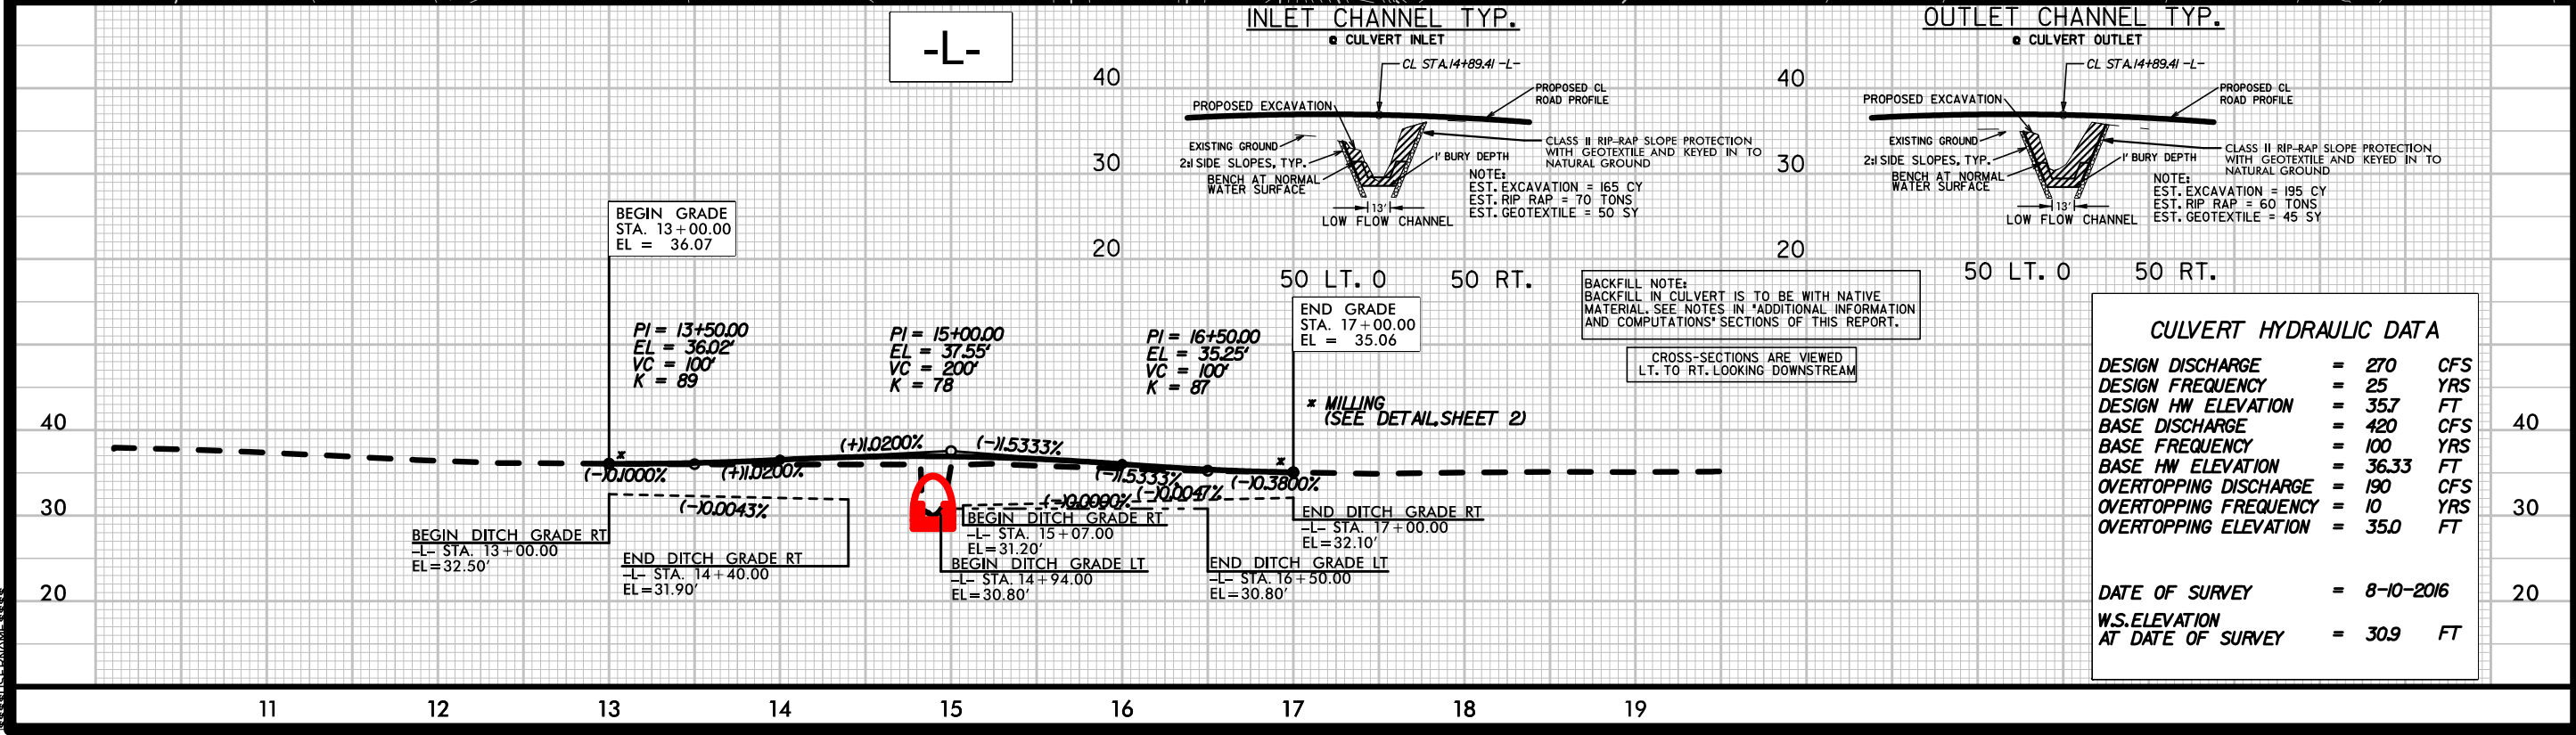 -L-
INLET CHANNEL TYP.
@ CULVERT INLET
CL STA.14+89.41 -L-
40
PROPOSED EXCAVATION
PROPOSED CL
ROAD PROFILE
EXISTING GROUND
2:1 SIDE SLOPES, TYP.
BENCH AT NORMAL
WATER SURFACE
CLASS II RIP-RAP SLOPE PROTECTION
WITH GEOTEXTILE AND KEYED IN TO
NATURAL GROUND
1' BURY DEPTH
30
NOTE:
EST. EXCAVATION = 165 CY
EST. RIP RAP = 70 TONS
EST. GEOTEXTILE = 50 SY
13'
LOW FLOW CHANNEL
20
50 LT. 0 50 RT.
OUTLET CHANNEL TYP.
@ CULVERT OUTLET
CL STA.14+89.41 -L-
40
PROPOSED EXCAVATION
PROPOSED CL
ROAD PROFILE
EXISTING GROUND
2:1 SIDE SLOPES, TYP.
BENCH AT NORMAL
WATER SURFACE
CLASS II RIP-RAP SLOPE PROTECTION
WITH GEOTEXTILE AND KEYED IN TO
NATURAL GROUND
1' BURY DEPTH
30
NOTE:
EST. EXCAVATION = 195 CY
EST. RIP RAP = 60 TONS
EST. GEOTEXTILE = 45 SY
13'
LOW FLOW CHANNEL
20
50 LT. 0 50 RT.
BEGIN GRADE
STA. 13+00.00
EL = 36.07
PI = 13+50.00
EL = 36.02'
VC = 100'
K = 89
PI = 15+00.00
EL = 37.55'
VC = 200'
K = 78
PI = 16+50.00
EL = 35.25'
VC = 100'
K = 87
END GRADE
STA. 17+00.00
EL = 35.06
* MILLING
(SEE DETAIL, SHEET 2)
BACKFILL NOTE:
BACKFILL IN CULVERT IS TO BE WITH NATIVE
MATERIAL. SEE NOTES IN "ADDITIONAL INFORMATION
AND COMPUTATIONS" SECTIONS OF THIS REPORT.
CROSS-SECTIONS ARE VIEWED
LT. TO RT. LOOKING DOWNSTREAM
CULVERT HYDRAULIC DATA
DESIGN DISCHARGE = 270 CFS
DESIGN FREQUENCY = 25 YRS
DESIGN HW ELEVATION = 35.7 FT
BASE DISCHARGE = 420 CFS
BASE FREQUENCY = 100 YRS
BASE HW ELEVATION = 36.33 FT
OVERTOPPING DISCHARGE = 190 CFS
OVERTOPPING FREQUENCY = 10 YRS
OVERTOPPING ELEVATION = 35.0 FT
DATE OF SURVEY = 8-10-2016
W.S. ELEVATION
AT DATE OF SURVEY = 30.9 FT
40
40
30
30
20
20
*
(-)0.1000%
(+)1.0200%
(+)1.0200%
(-)1.5333%
(-)1.5333%
*
(-)0.3800%
(-)0.0043%
(-)0.0000%
(-)0.0047%
BEGIN DITCH GRADE RT
-L- STA. 13+00.00
EL=32.50'
END DITCH GRADE RT
-L- STA. 14+40.00
EL=31.90'
BEGIN DITCH GRADE RT
-L- STA. 15+07.00
EL=31.20'
BEGIN DITCH GRADE LT
-L- STA. 14+94.00
EL=30.80'
END DITCH GRADE RT
-L- STA. 17+00.00
EL=32.10'
END DITCH GRADE LT
-L- STA. 16+50.00
EL=30.80'
11 12 13 14 15 16 17 18 19